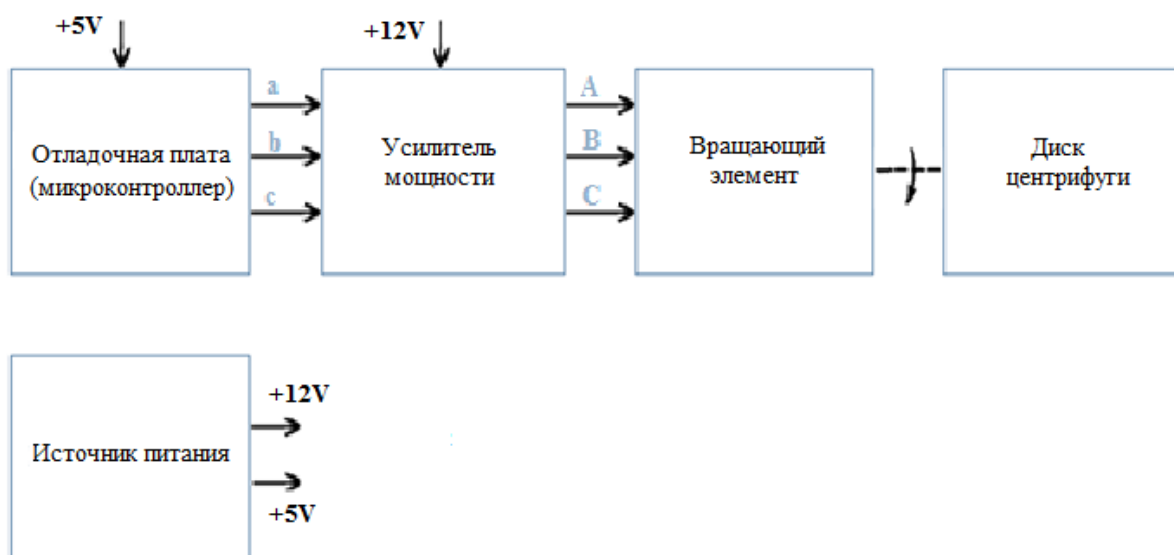 +5V
+12V
a
b
c
A
B
C
Отладочная плата
(микроконтроллер)
Усилитель
мощности
Вращающий
элемент
Диск
центрифуги
Источник питания
+12V
+5V